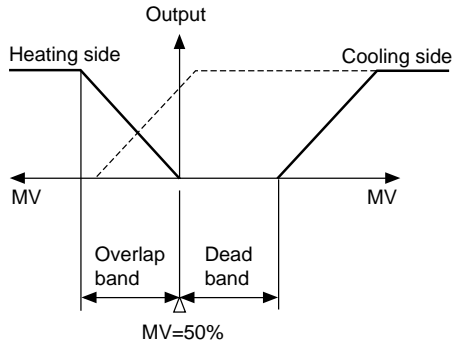 Output
Heating side
Cooling side
MV
MV
Overlap
band
Dead
band
MV=50%